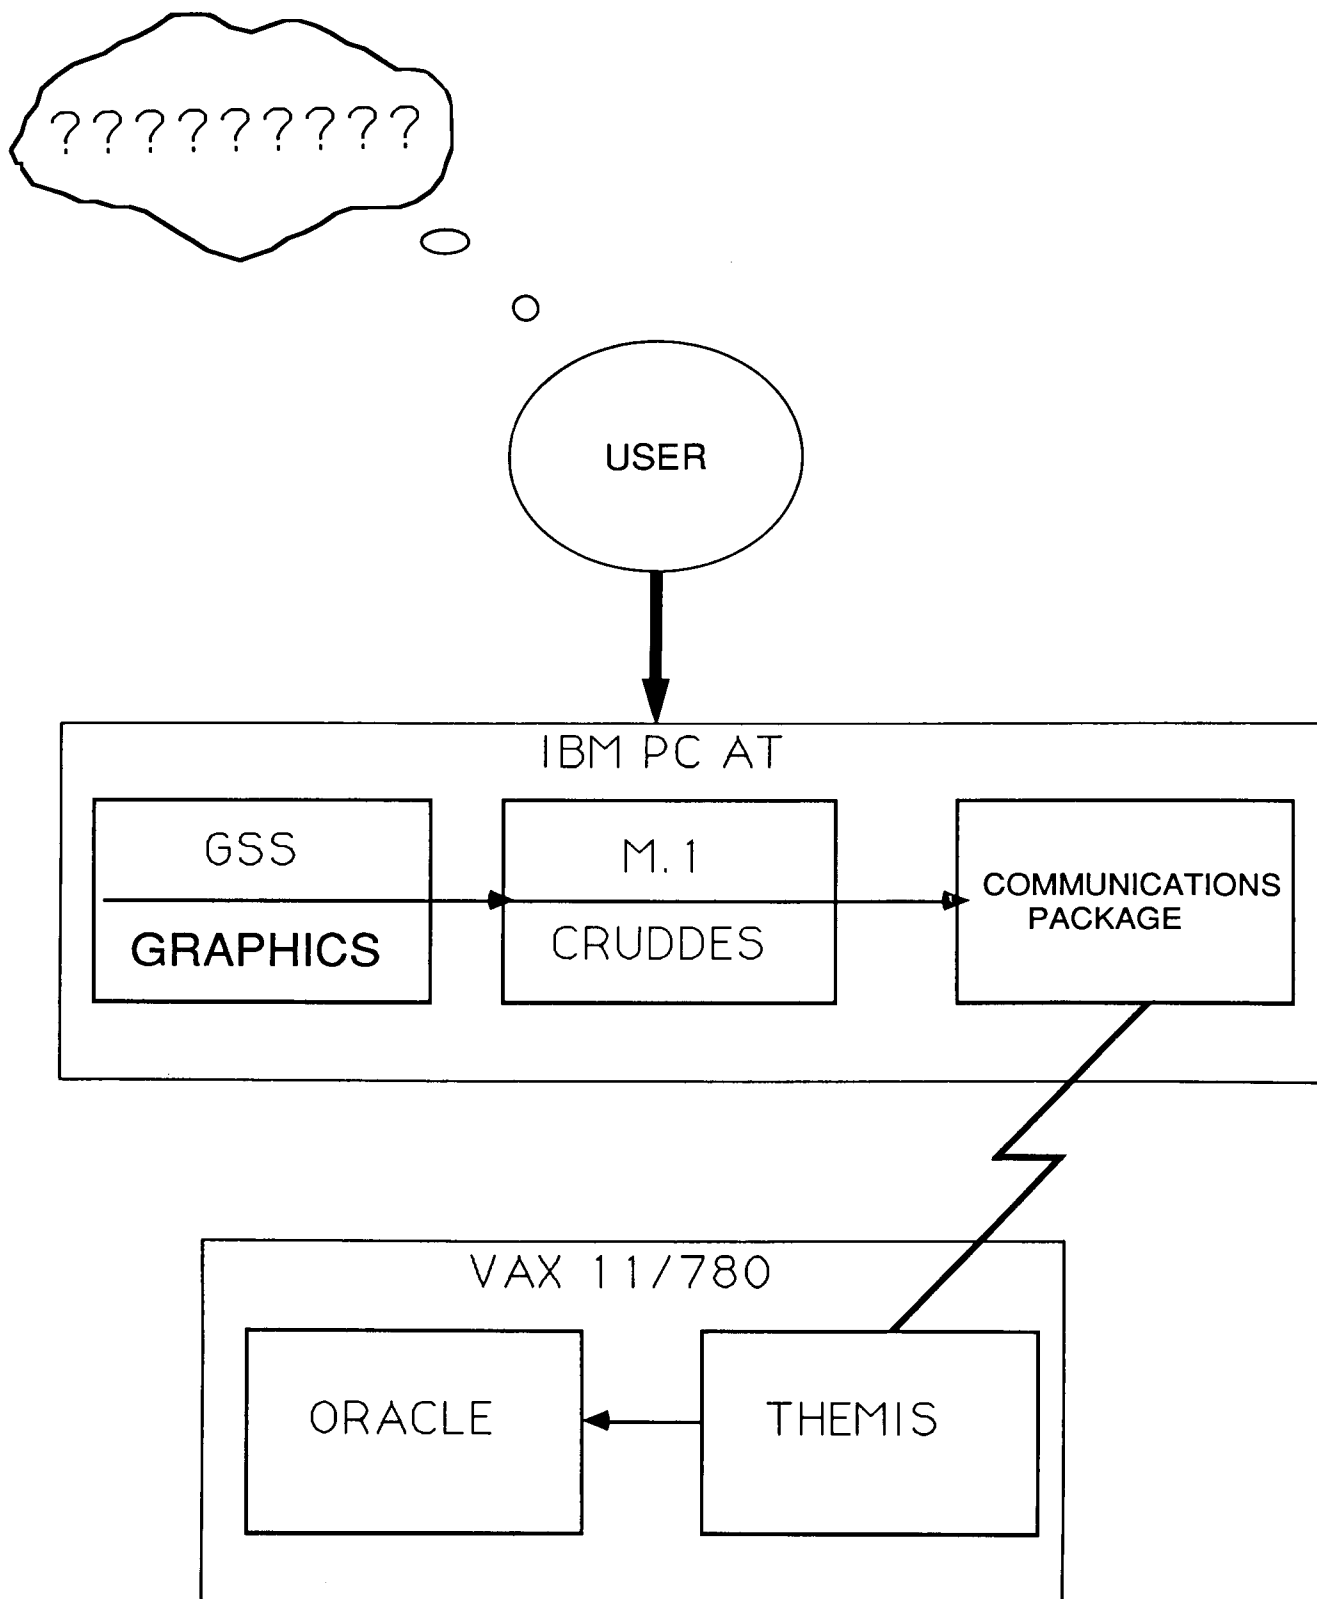 ?????????
USER
IBM PC AT
GSS
GRAPHICS
M.1
CRUDDES
COMMUNICATIONS
PACKAGE
VAX 11/780
ORACLE
THEMIS